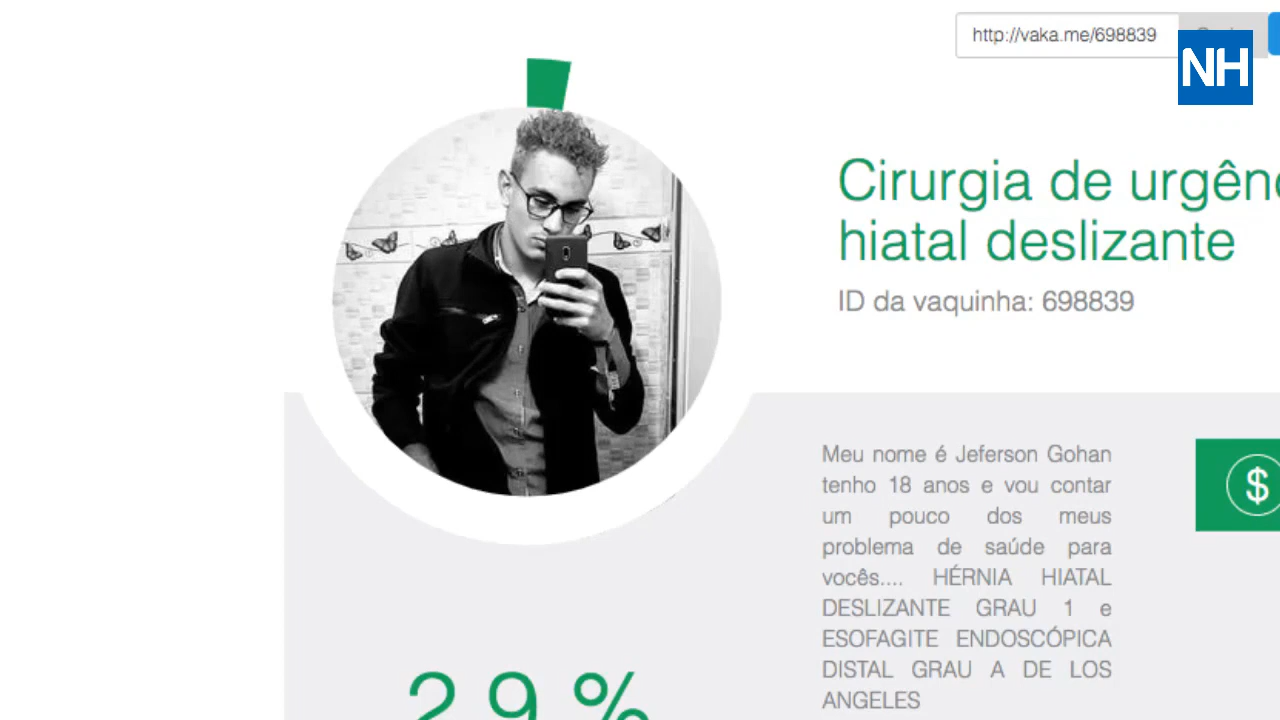 http://vaka.me/698839
NH
Cirurgia de urgênc
hiatal deslizante
ID da vaquinha: 698839
Meu nome é Jeferson Gohan
tenho 18 anos e vou contar
um pouco dos meus
problema de saúde para
vocês.... HÉRNIA HIATAL
DESLIZANTE GRAU 1 e
ESOFAGITE ENDOSCÓPICA
DISTAL GRAU A DE LOS
ANGELES
$
2.9 %